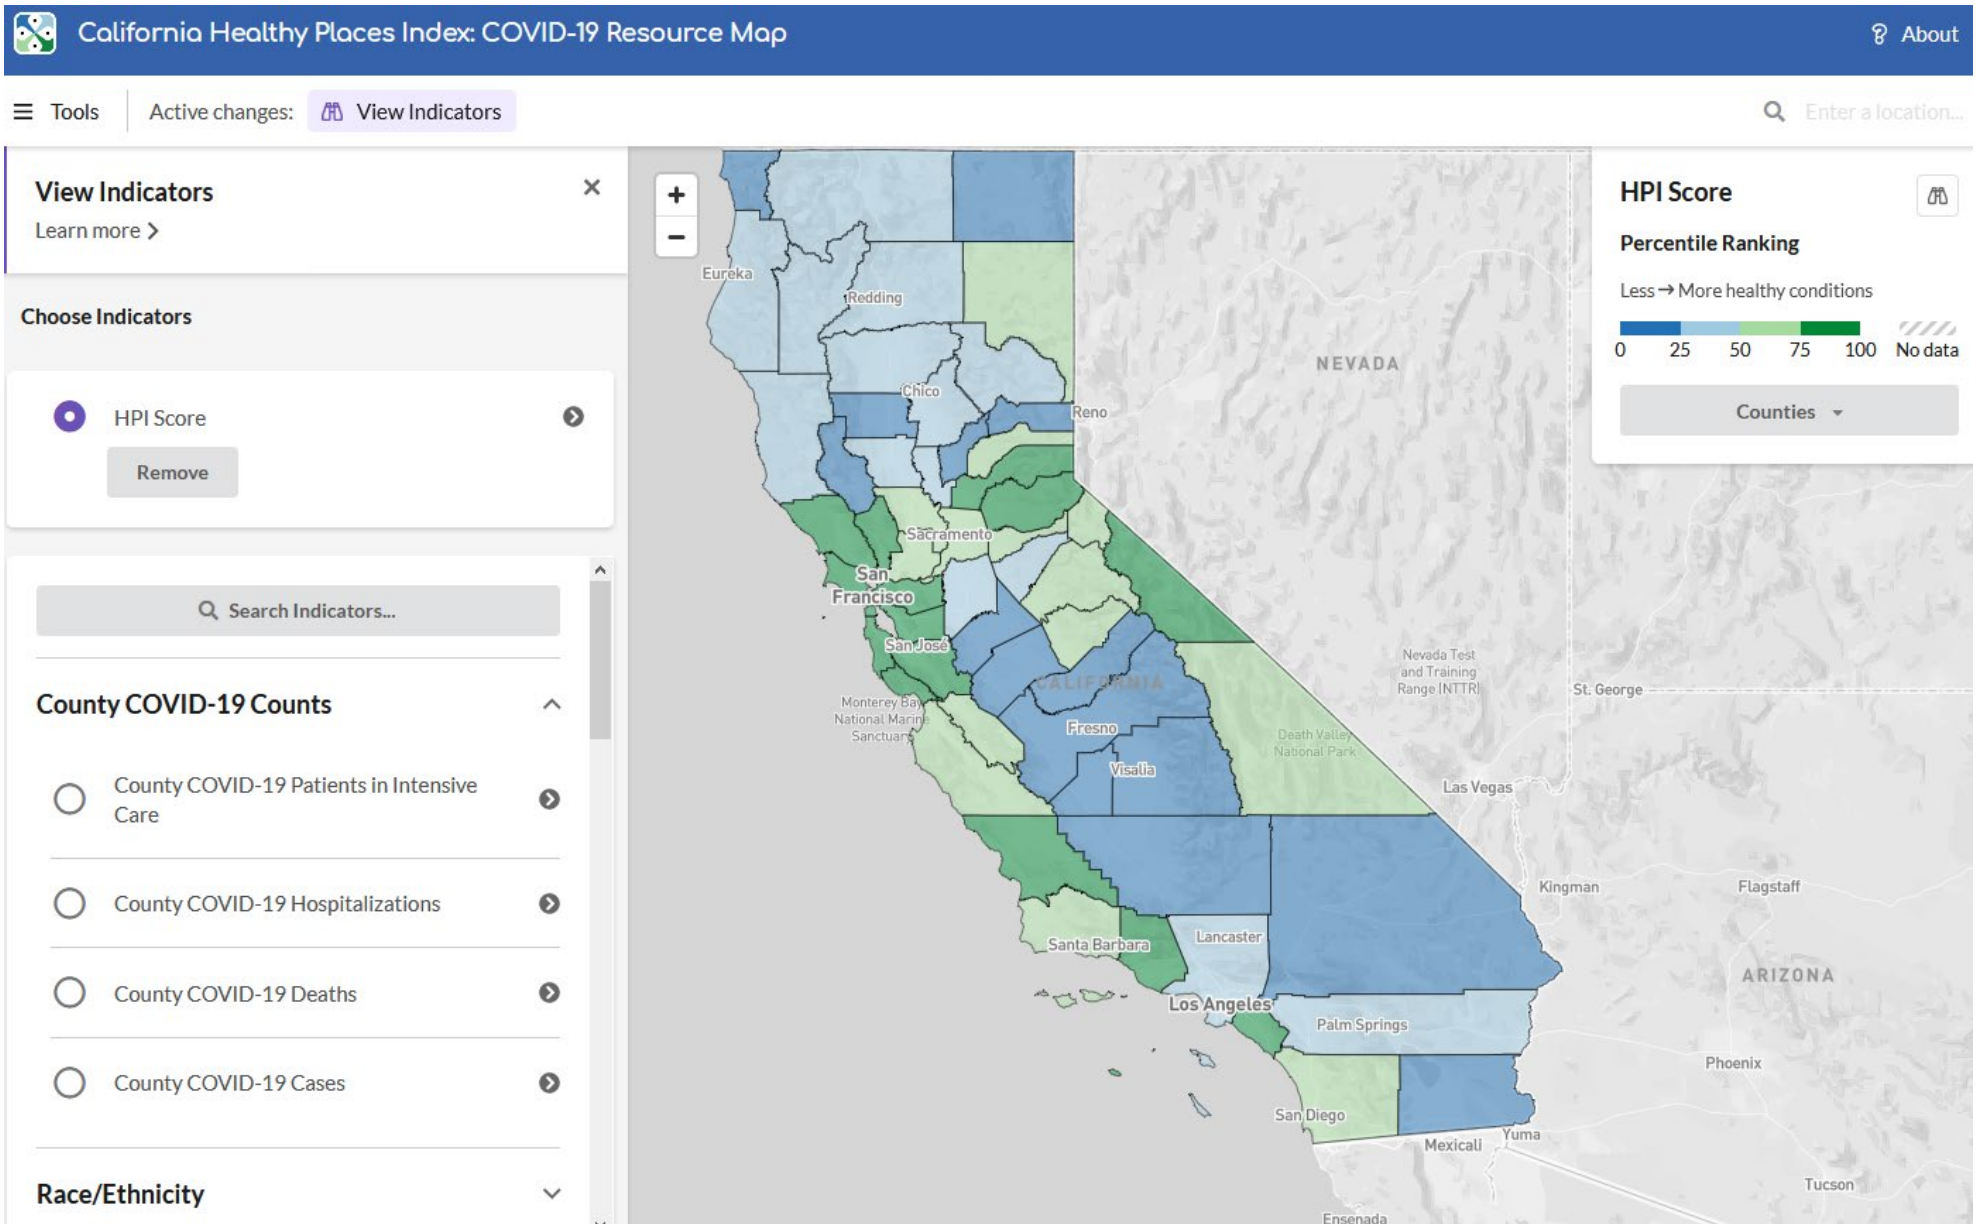 California Healthy Places Index: COVID-19 Resource Map
About
Tools
Active changes:
View Indicators
Enter a location...
View Indicators
Learn more
Choose Indicators
HPI Score
Remove
Search Indicators...
County COVID-19 Counts
County COVID-19 Patients in Intensive
Care
County COVID-19 Hospitalizations
County COVID-19 Deaths
County COVID-19 Cases
Race/Ethnicity
HPI Score
Percentile Ranking
Less → More healthy conditions
0 25 50 75 100 No data
Counties
Eureka
Redding
NEVADA
Chico
Reno
Sacramento
San
Francisco
San José
Nevada Test
and Training
Range (NTTR)
CALIFORNIA
St. George
Monterey Bay
National Marine
Sanctuary
Fresno
Death Valley
National Park
Visalia
Las Vegas
Kingman
Flagstaff
Santa Barbara
Lancaster
ARIZONA
Los Angeles
Palm Springs
Phoenix
San Diego
Mexicali
Yuma
Tucson
Ensenada